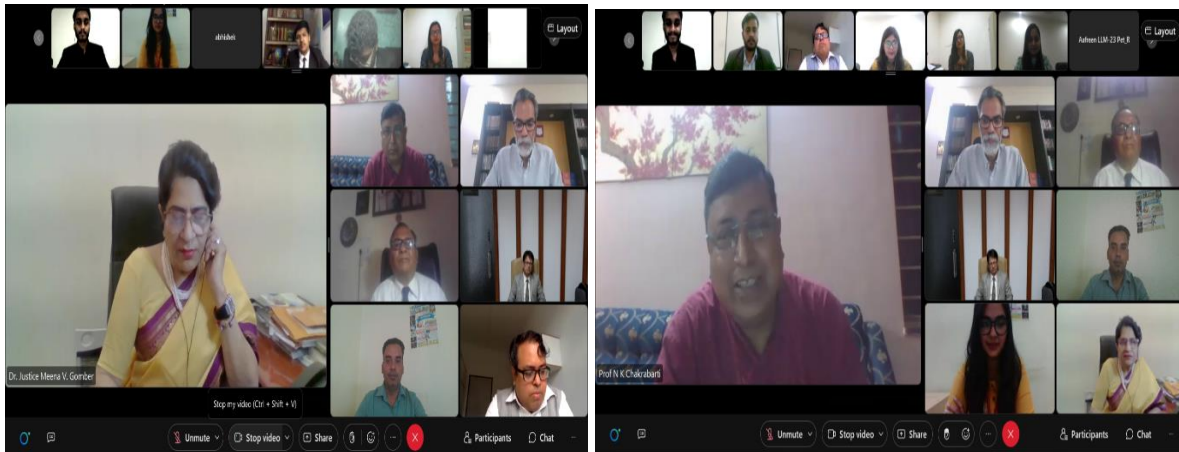 abhishek
Layout
Dr. Justice Meena V. Gomber
Stop my video (Ctrl + Shift + V)
Unmute
Stop video
Share
Participants
Chat
Aafreen LLM-23 Pet_R
Layout
Prof N K Chakrabarti
Unmute
Stop video
Share
Participants
Chat